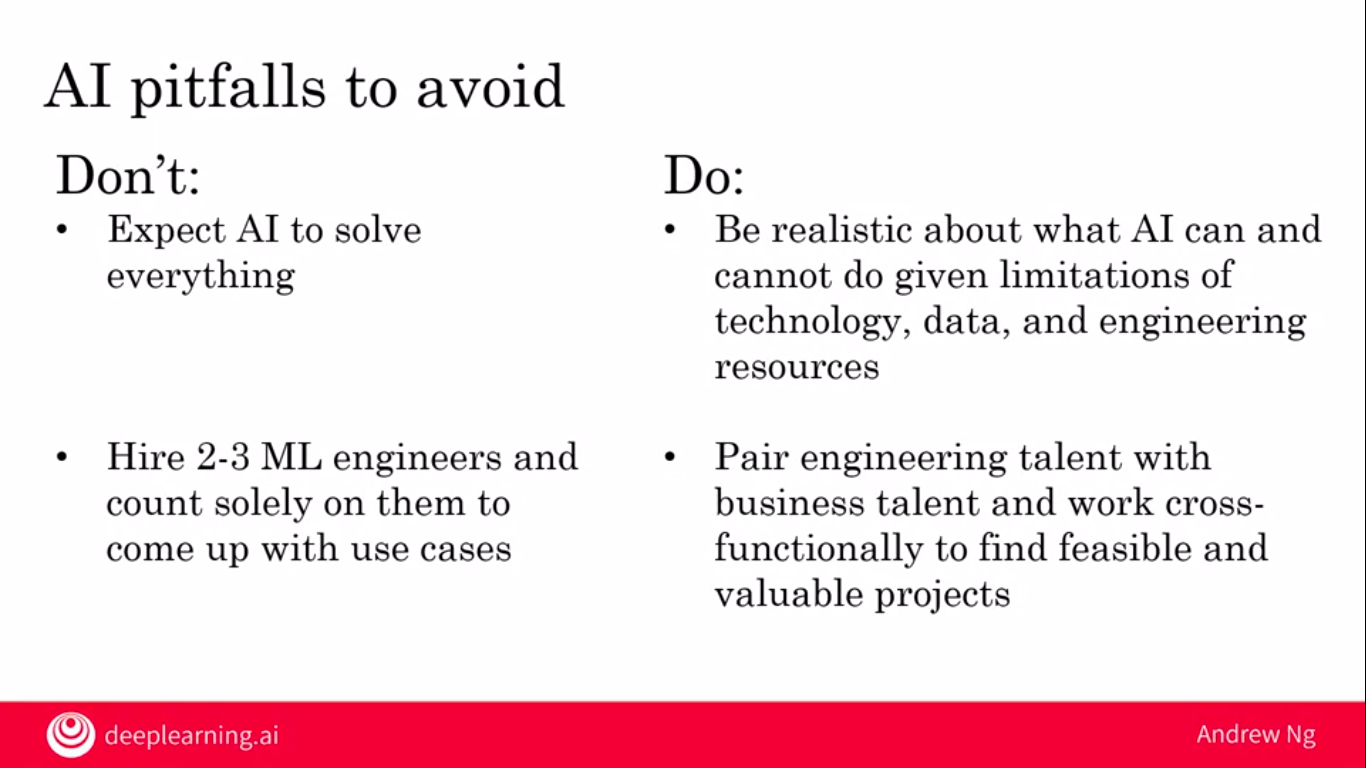 AI pitfalls to avoid
Don't:
• Expect AI to solve
everything
• Hire 2-3 ML engineers and
count solely on them to
come up with use cases
Do:
• Be realistic about what AI can and
cannot do given limitations of
technology, data, and engineering
resources
• Pair engineering talent with
business talent and work cross-
functionally to find feasible and
valuable projects
deeplearning.ai
Andrew Ng